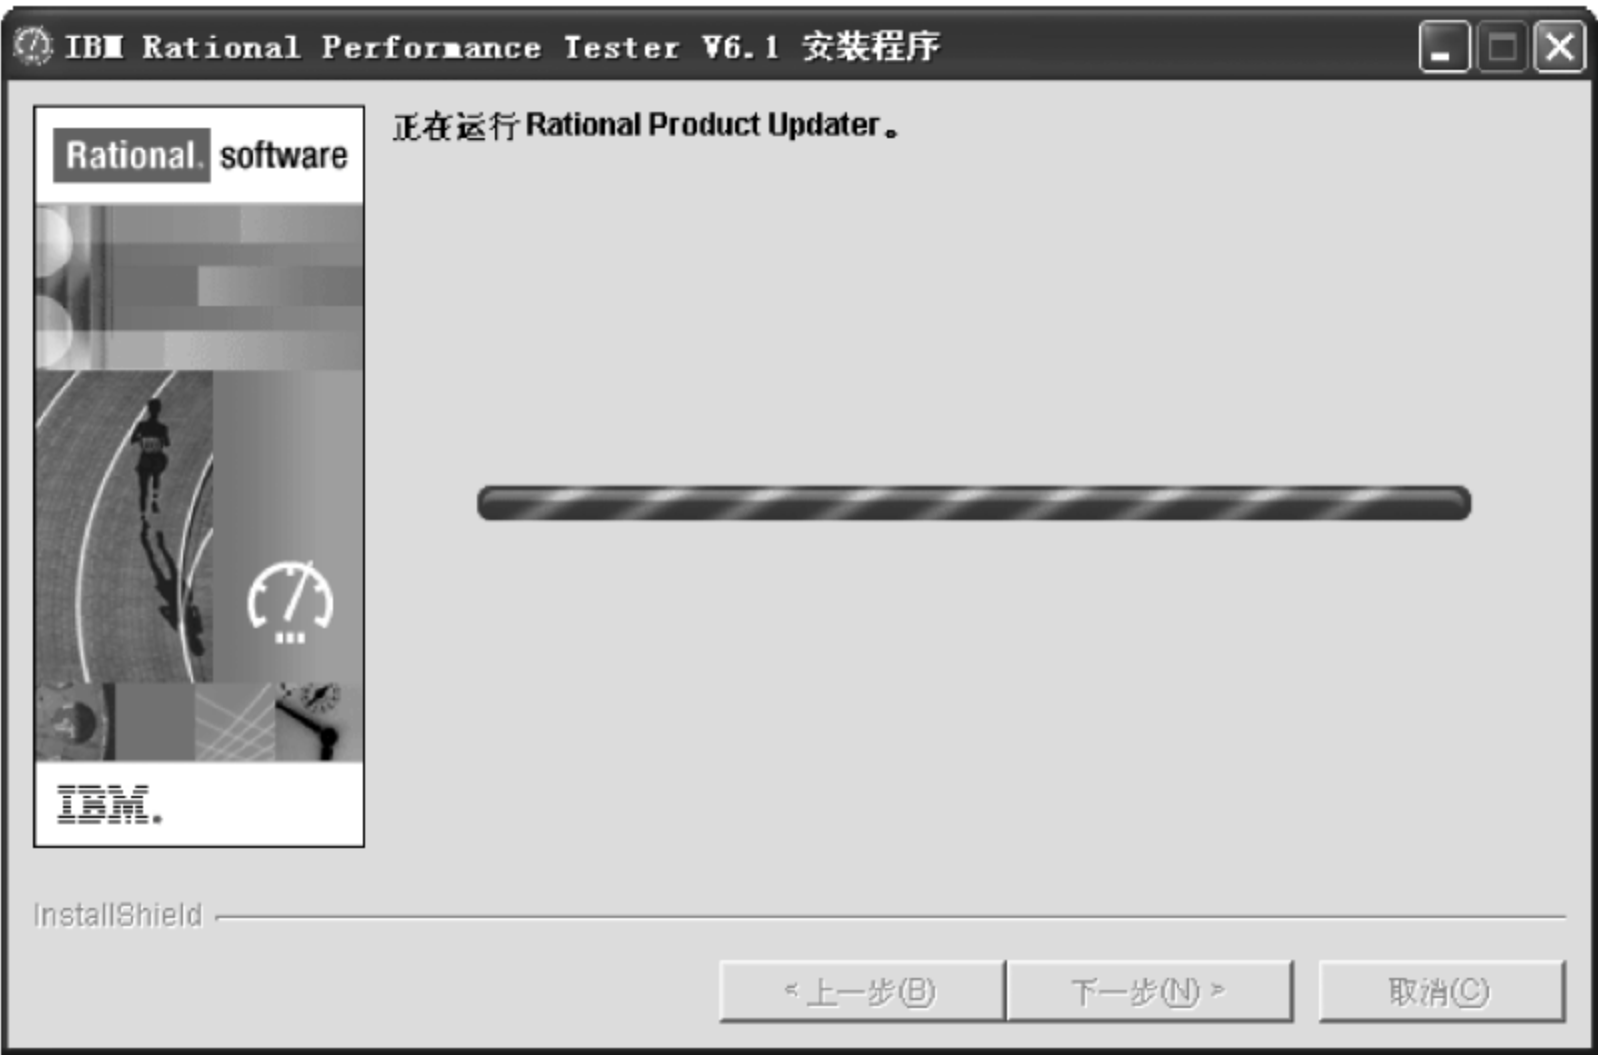 IBM Rational Performance Tester V6.1 安装程序
Rational. software
正在运行 Rational Product Updater。
IBM.
InstallShield
< 上一步(B)
下一步(N) >
取消(C)